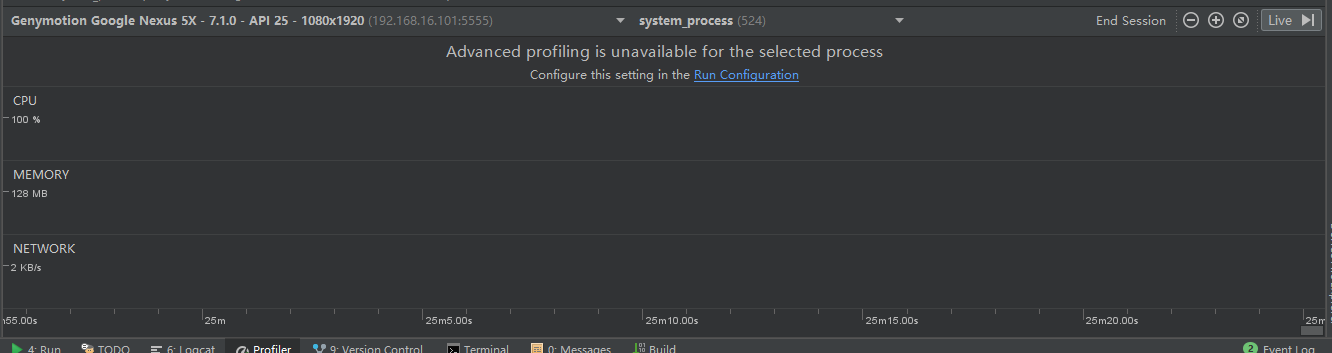 Genymotion Google Nexus 5X - 7.1.0 - API 25 - 1080x1920 (192.168.16.101:5555) system_process (524) End Session Live
Advanced profiling is unavailable for the selected process
Configure this setting in the Run Configuration
CPU
100 %
MEMORY
128 MB
NETWORK
2 KB/s
m55.00s 25m 25m5.00s 25m10.00s 25m15.00s 25m20.00s 25m
4: Run TODO 6: Logcat Profiler 9: Version Control Terminal 0: Messages Build 2 Event Log